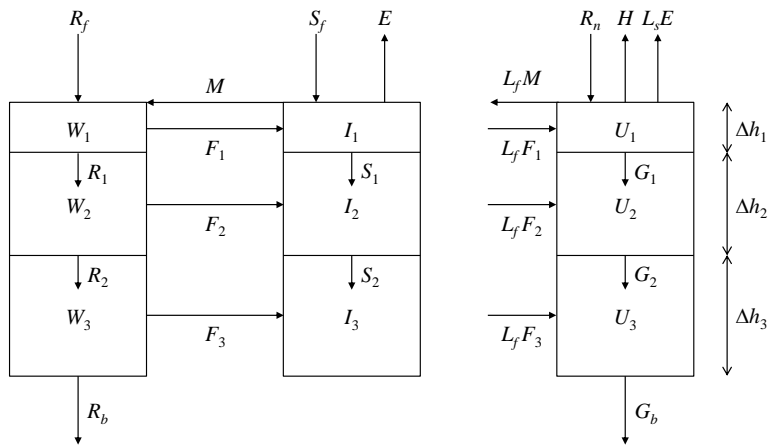 R_f S_f E R_n H L_sE
M L_fM
W_1 I_1 U_1 Δh_1
F_1 L_fF_1
R_1 S_1 G_1
W_2 I_2 U_2 Δh_2
F_2 L_fF_2
R_2 S_2 G_2
W_3 I_3 U_3 Δh_3
F_3 L_fF_3
R_b G_b